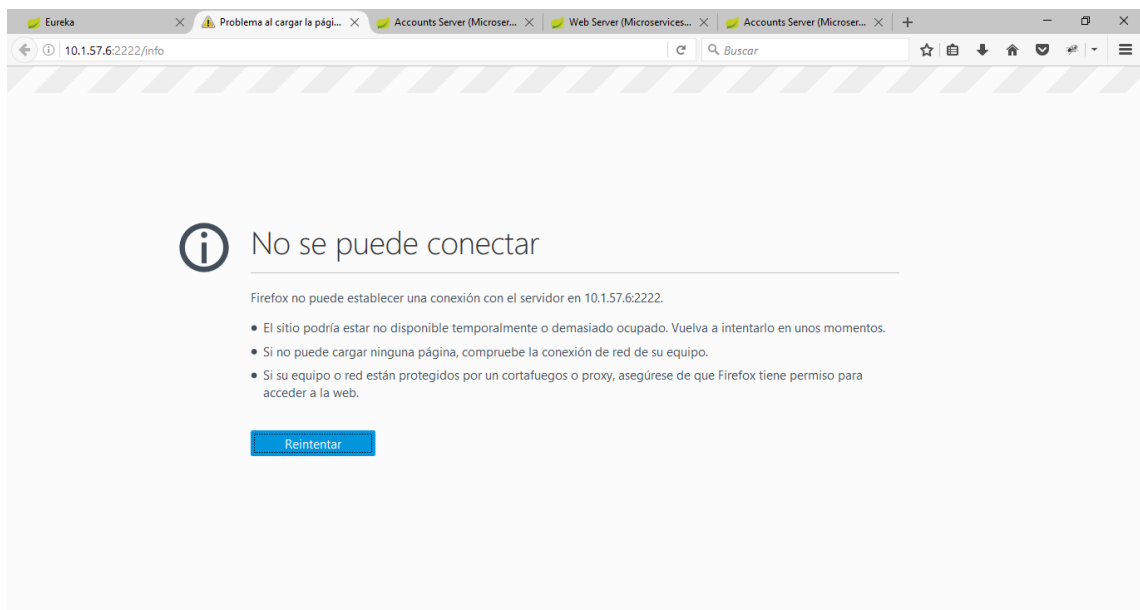 Eureka
Problema al cargar la pági...
Accounts Server (Microser...
Web Server (Microservices...
Accounts Server (Microser...
10.1.57.6:2222/info
Buscar
No se puede conectar
Firefox no puede establecer una conexión con el servidor en 10.1.57.6:2222.
El sitio podría estar no disponible temporalmente o demasiado ocupado. Vuelva a intentarlo en unos momentos.
Si no puede cargar ninguna página, compruebe la conexión de red de su equipo.
Si su equipo o red están protegidos por un cortafuegos o proxy, asegúrese de que Firefox tiene permiso para
acceder a la web.
Reintentar